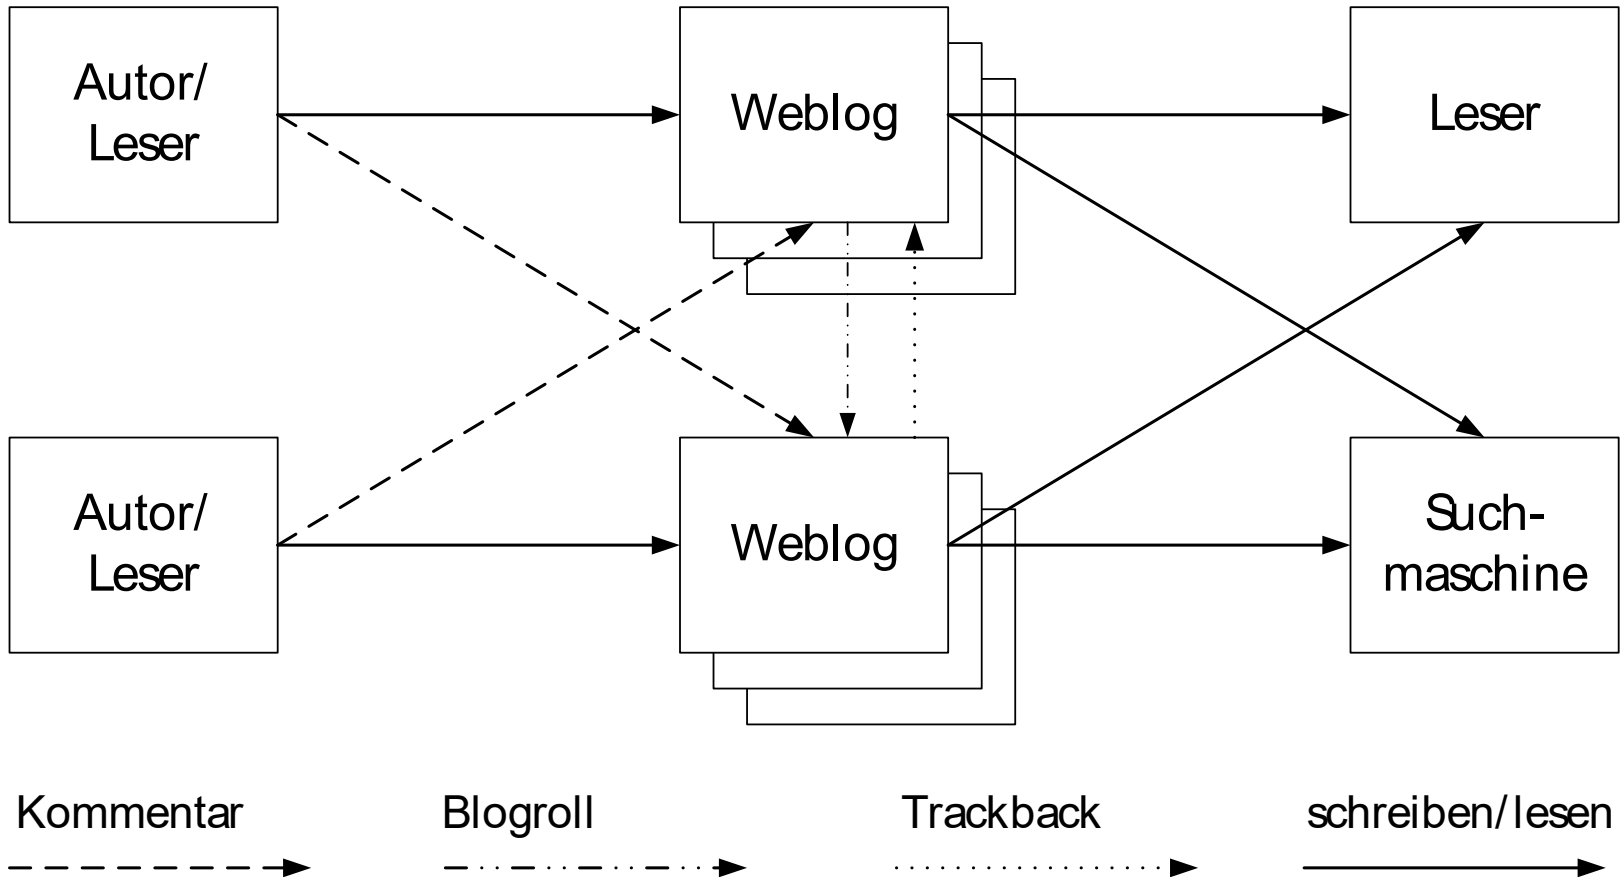 Autor/
Leser
Weblog
Leser
Autor/
Leser
Weblog
Such-
maschine
Kommentar
Blogroll
Trackback
schreiben/lesen